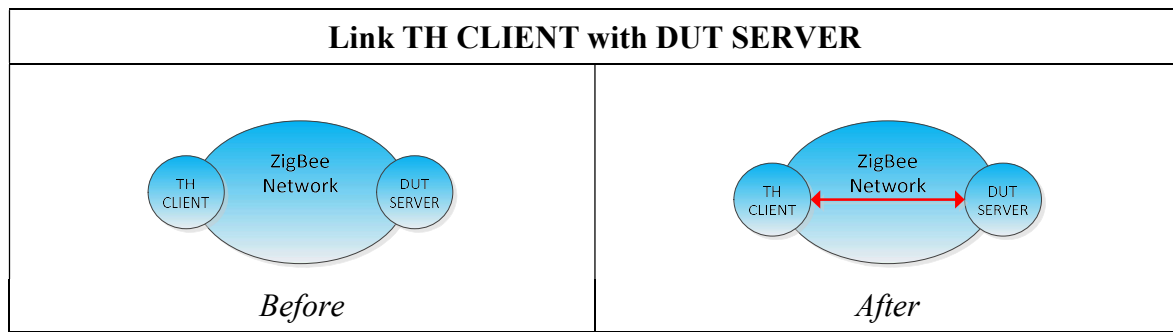 Link TH CLIENT with DUT SERVER
ZigBee
Network
TH
CLIENT
DUT
SERVER
Before
ZigBee
Network
TH
CLIENT
DUT
SERVER
After